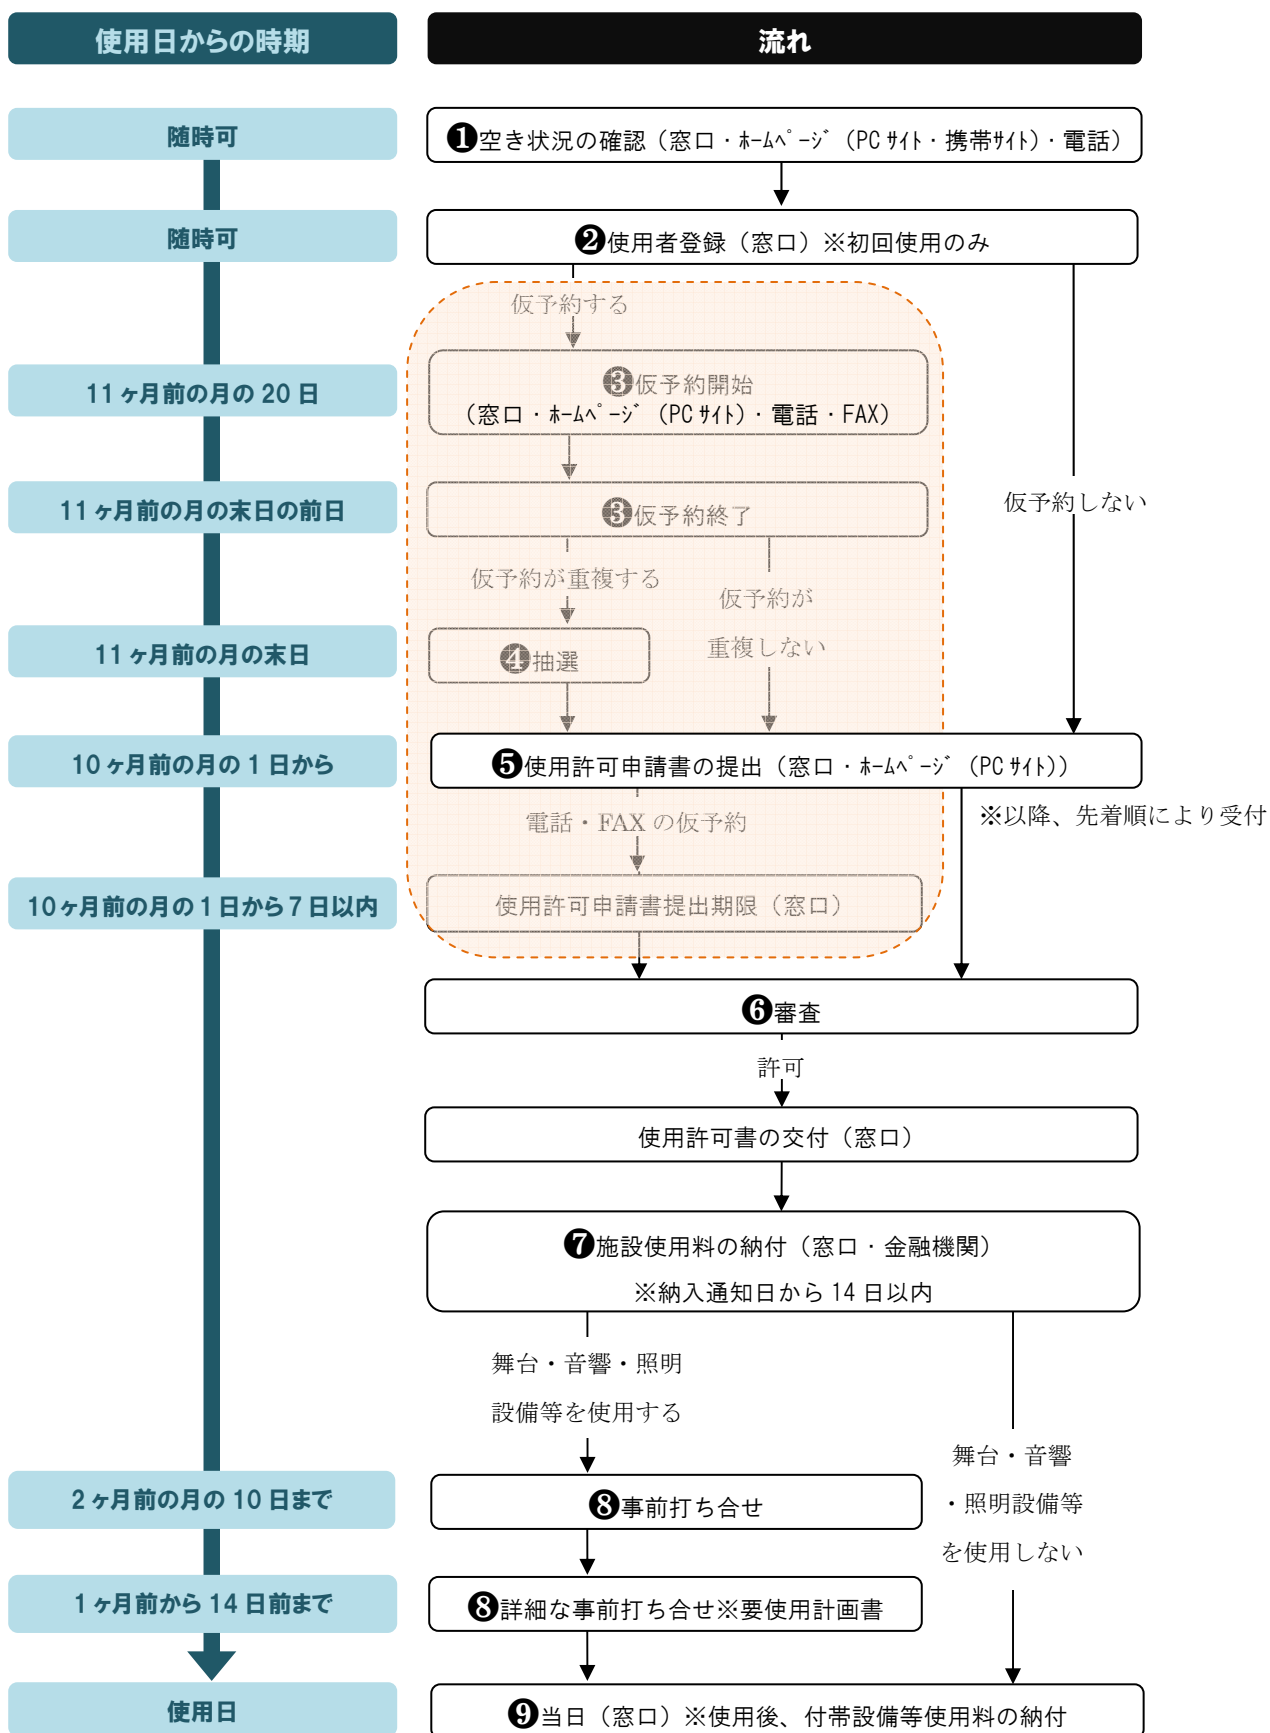 使用日からの時期
流れ
随時可
❶空き状況の確認（窓口・ﾎｰﾑﾍﾟｰｼﾞ（PCｻｲﾄ・携帯ｻｲﾄ）・電話）
随時可
❷使用者登録（窓口）※初回使用のみ
仮予約する
11ヶ月前の月の20日
❸仮予約開始
（窓口・ﾎｰﾑﾍﾟｰｼﾞ（PCｻｲﾄ）・電話・FAX）
11ヶ月前の月の末日の前日
❸仮予約終了
仮予約しない
仮予約が重複する
仮予約が
重複しない
11ヶ月前の月の末日
❹抽選
10ヶ月前の月の1日から
❺使用許可申請書の提出（窓口・ﾎｰﾑﾍﾟｰｼﾞ（PCｻｲﾄ））
※以降、先着順により受付
電話・FAXの仮予約
10ヶ月前の月の1日から7日以内
使用許可申請書提出期限（窓口）
❻審査
許可
使用許可書の交付（窓口）
❼施設使用料の納付（窓口・金融機関）
※納入通知日から14日以内
舞台・音響・照明
設備等を使用する
舞台・音響
・照明設備等
を使用しない
2ヶ月前の月の10日まで
❽事前打ち合せ
1ヶ月前から14日前まで
❽詳細な事前打ち合せ※要使用計画書
使用日
❾当日（窓口）※使用後、付帯設備等使用料の納付